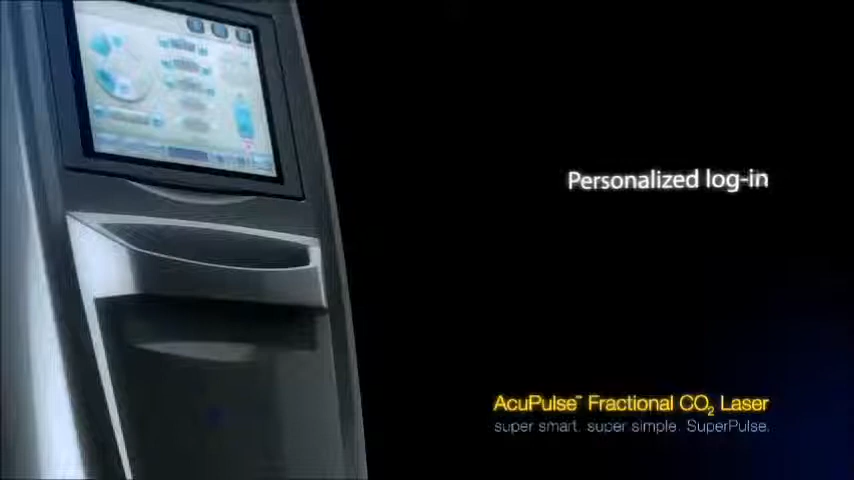 Personalized log-in
AcuPulse™ Fractional CO₂ Laser
super smart. super simple. SuperPulse.